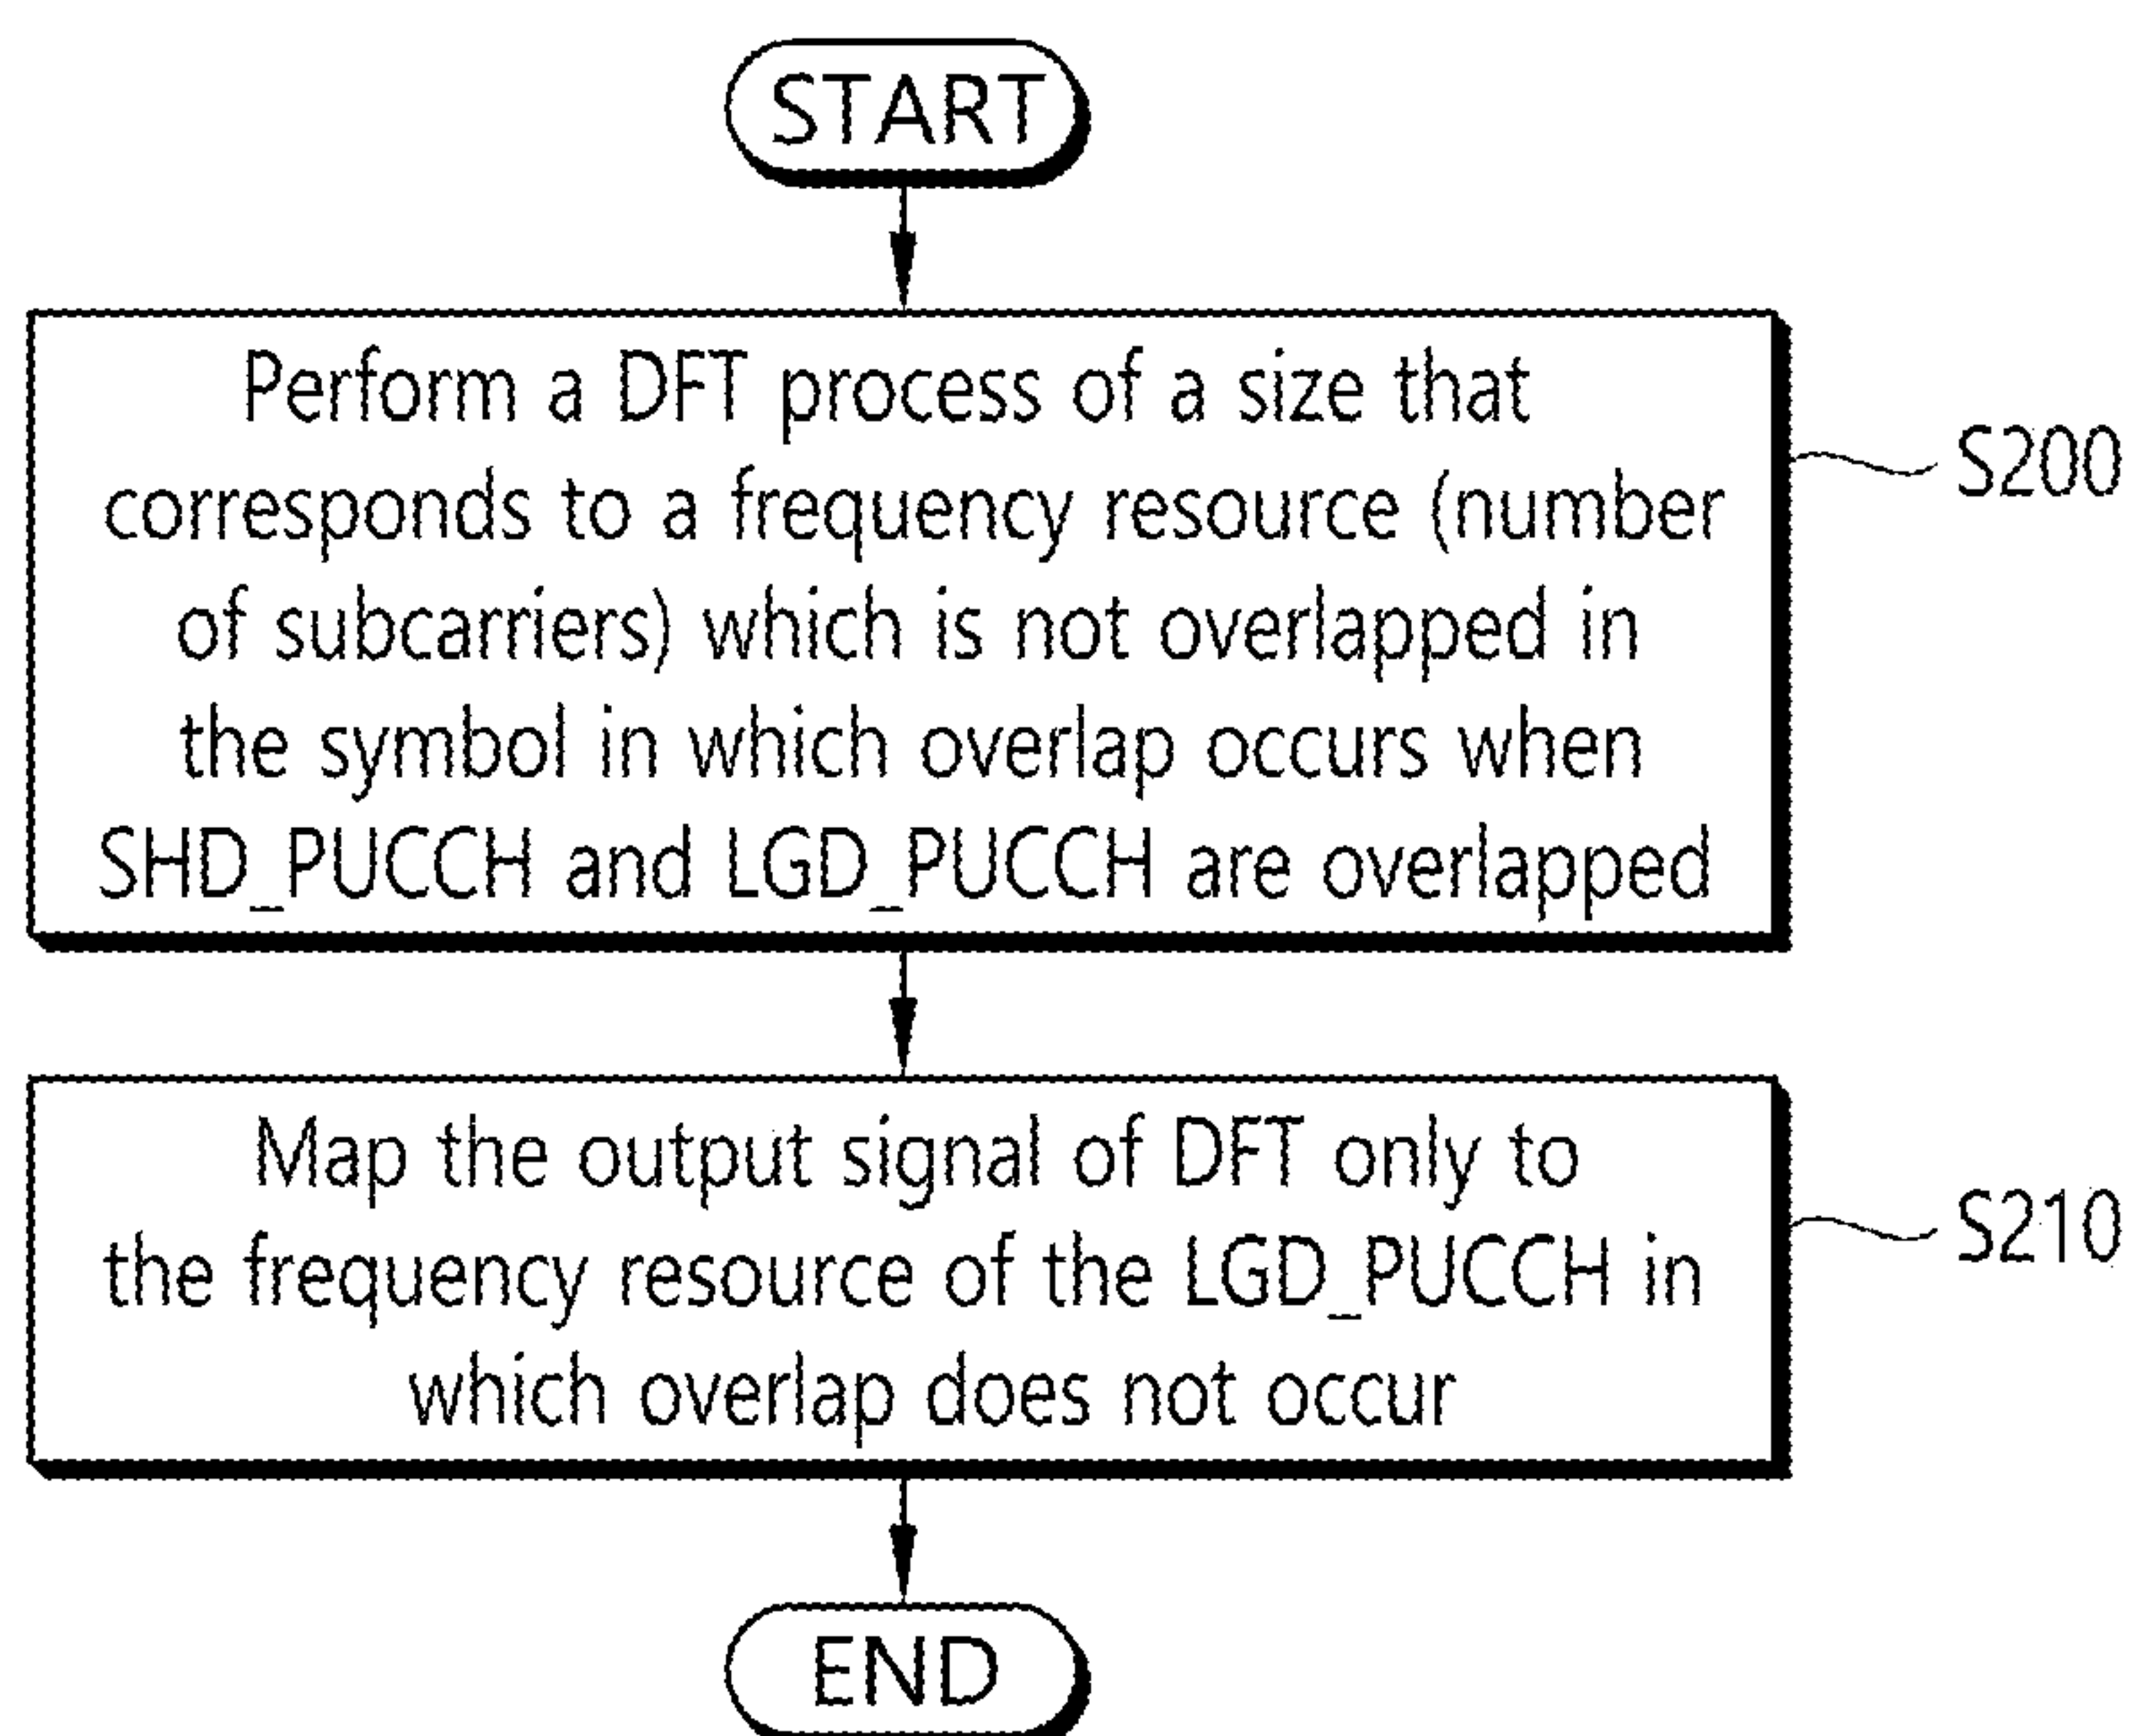 START
Perform a DFT process of a size that
corresponds to a frequency resource (number
of subcarriers) which is not overlapped in
the symbol in which overlap occurs when
SHD_PUCCH and LGD_PUCCH are overlapped
S200
Map the output signal of DFT only to
the frequency resource of the LGD_PUCCH in
which overlap does not occur
S210
END